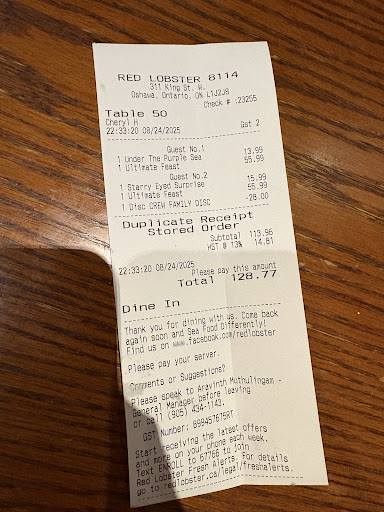 RED LOBSTER 8114
311 King St. W.
Oshawa, Ontario, ON L1J2J8
Check # :23255
Table 50
Cheryl H Gst.2
22:33:20 08/24/2025
Guest No.1
1 Under The Purple Sea 13.99
1 Ultimate Feast 55.99
Guest No.2
1 Starry Eyed Surprise 15.99
1 Ultimate Feast 55.99
1 Disc CREW FAMILY DISC -28.00
Duplicate Receipt
Stored Order
Subtotal 113.96
HST @ 13% 14.81
22:33:20 08/24/2025
Please pay this amount
Total 128.77
Dine In
Thank you for dining with us. Come back
again soon and Sea Food Differently!
Find us on www.facebook.com/redlobster
Please pay your server.
Comments or Suggestions?
Please speak to Aravinth Muthulingam -
General Manager before leaving
or call (905) 434-1143.
GST Number: 899457675RT
Start receiving the latest offers
and more on your phone each week.
Text ENROLL to 67766 to Join
Red Lobster Fresh Alerts. For details
go to redlobster.ca/legal/freshalerts.